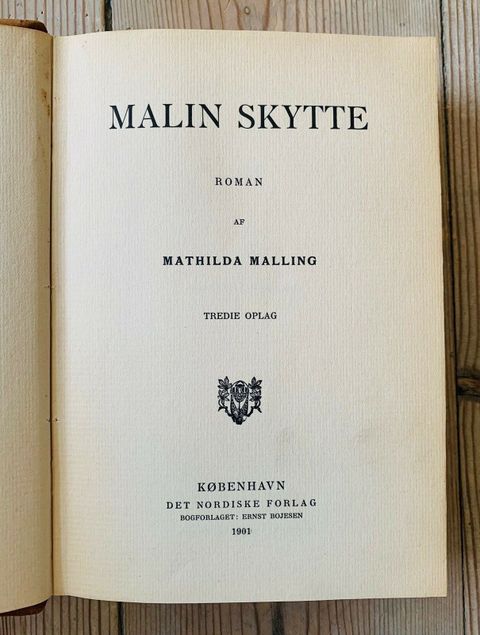 MALIN SKYTTE
ROMAN
AF
MATHILDA MALLING
TREDIE OPLAG
KØBENHAVN
DET NORDISKE FORLAG
BOGFORLAGET: ERNST BOJESEN
1901